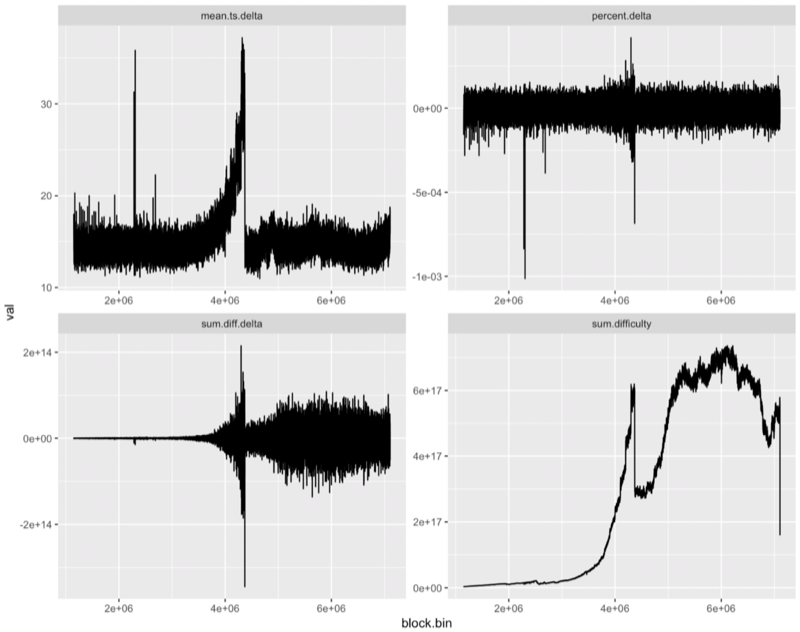 mean.ts.delta
percent.delta
30
20
10
0e+00
-5e-04
-1e-03
2e+06 4e+06 6e+06
2e+06 4e+06 6e+06
val
sum.diff.delta
sum.difficulty
2e+14
0e+00
-2e+14
6e+17
4e+17
2e+17
0e+00
2e+06 4e+06 6e+06
2e+06 4e+06 6e+06
block.bin